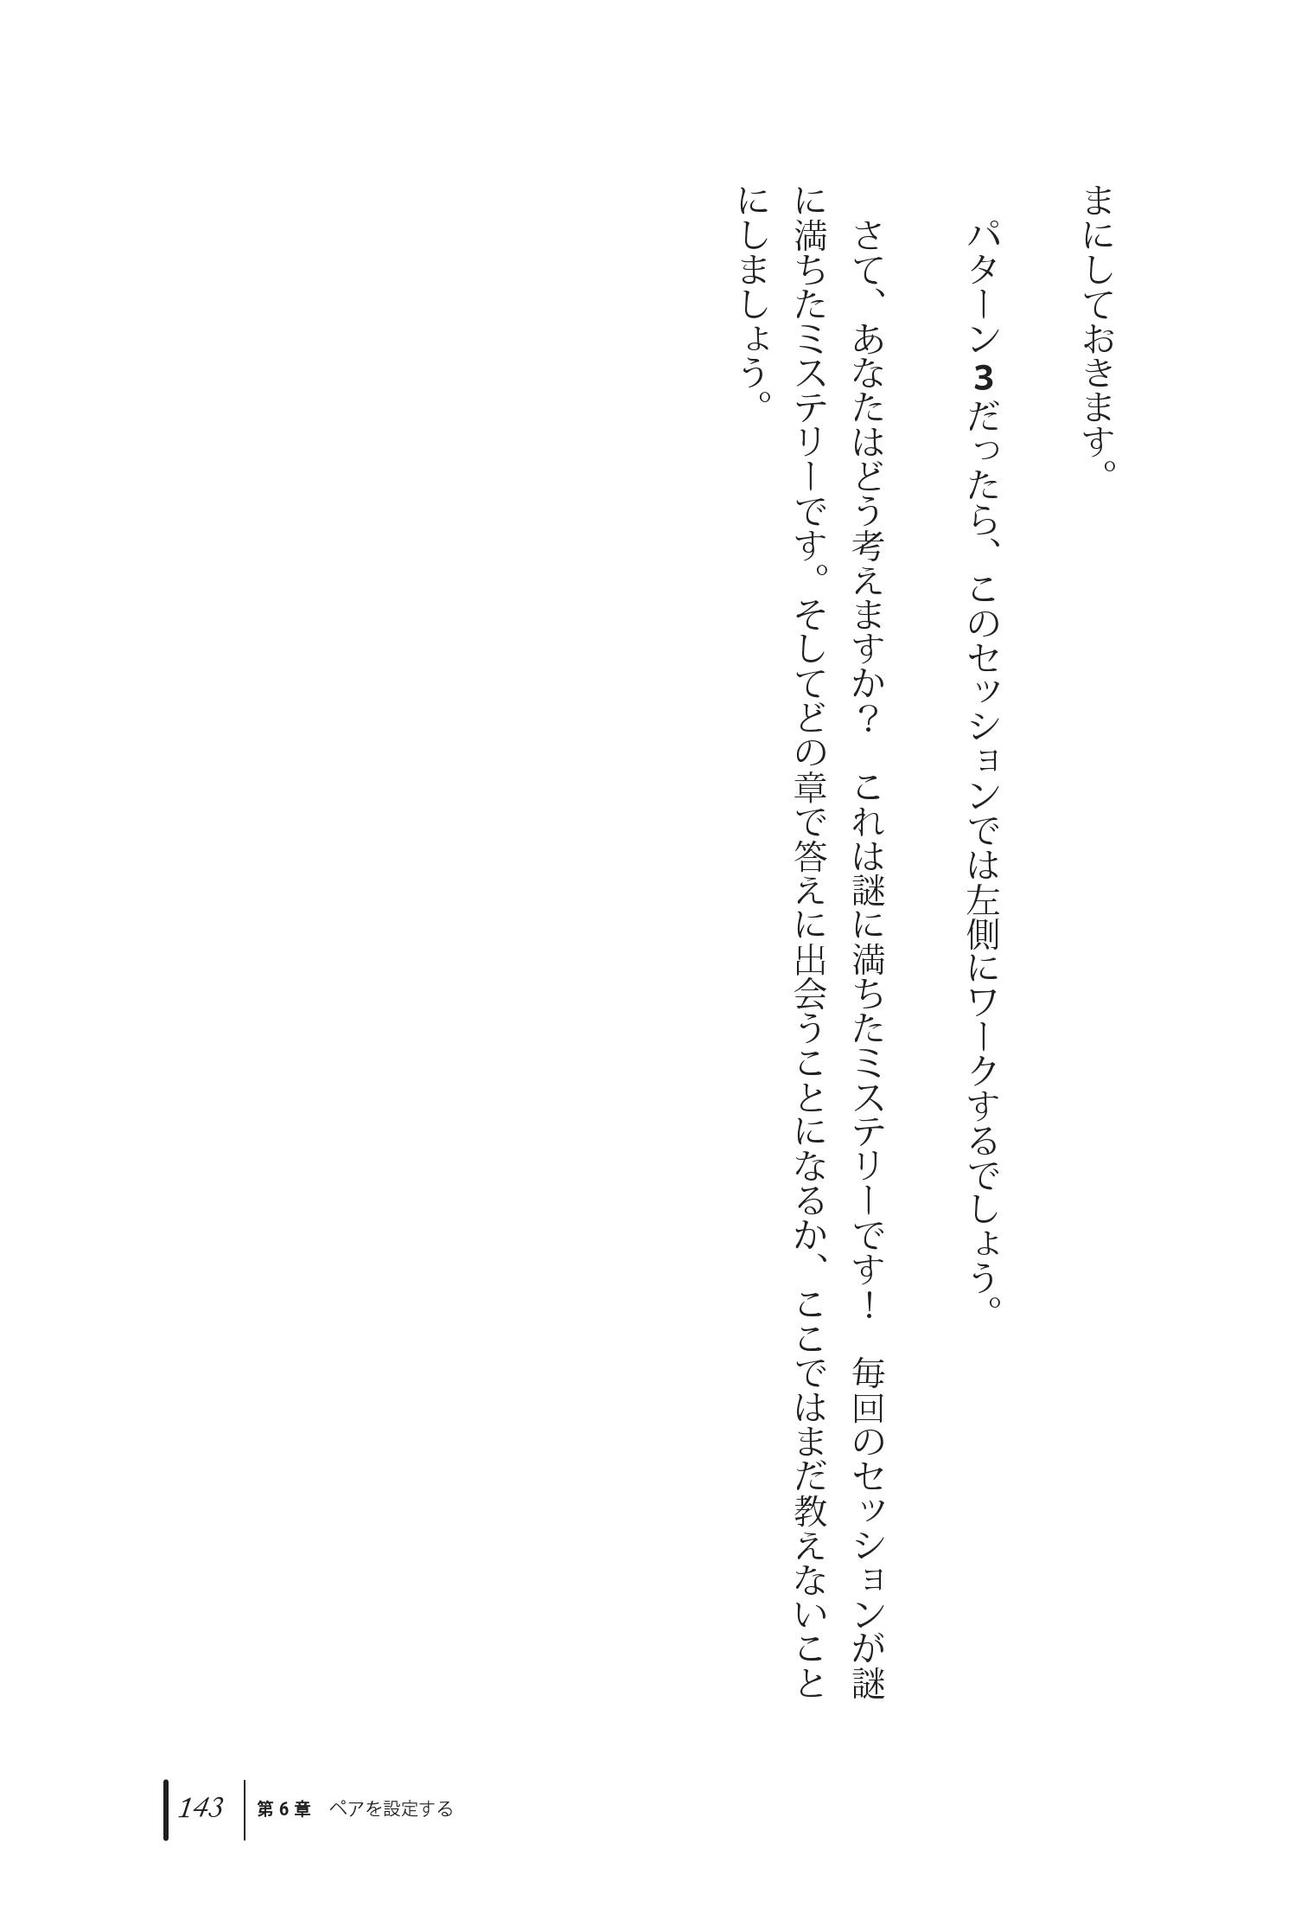 まにしておきます。
パターン3だったら、このセッションでは左側にワークするでしょう。
さて、あなたはどう考えますか？　これは謎に満ちたミステリーです！　毎回のセッションが謎
に満ちたミステリーです。そしてどの章で答えに出会うことになるか、ここではまだ教えないこと
にしましょう。
143 第6章　ペアを設定する